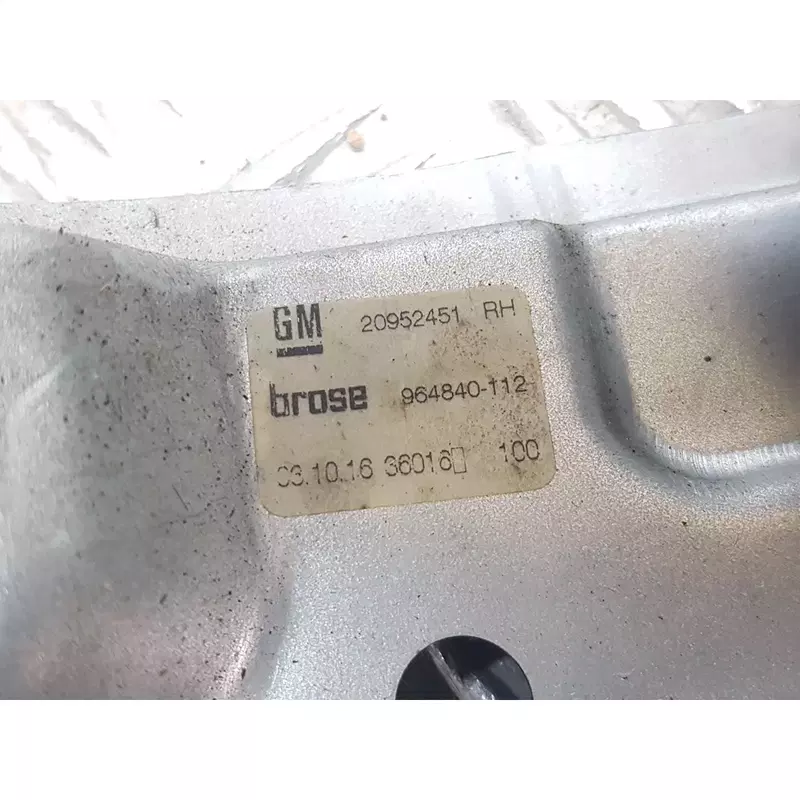 GM 20952451 RH
brose 964840-112
03.10.16 36016▯ 100